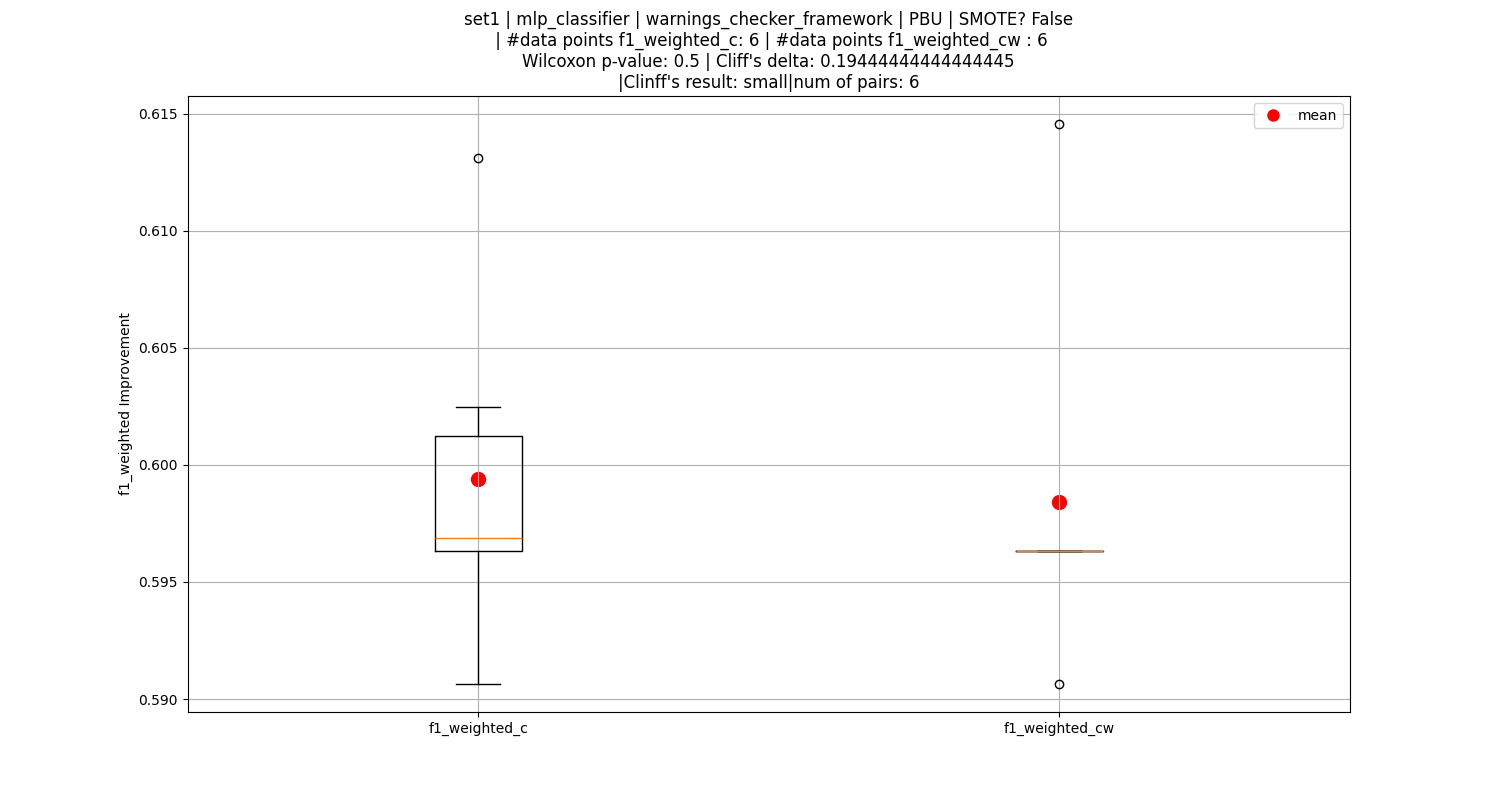 set1 | mlp_classifier | warnings_checker_framework | PBU | SMOTE? False
| #data points f1_weighted_c: 6 | #data points f1_weighted_cw : 6
Wilcoxon p-value: 0.5 | Cliff's delta: 0.19444444444444445
|Clinff's result: small|num of pairs: 6
mean
0.615
0.610
0.605
0.600
0.595
0.590
f1_weighted Improvement
f1_weighted_c
f1_weighted_cw